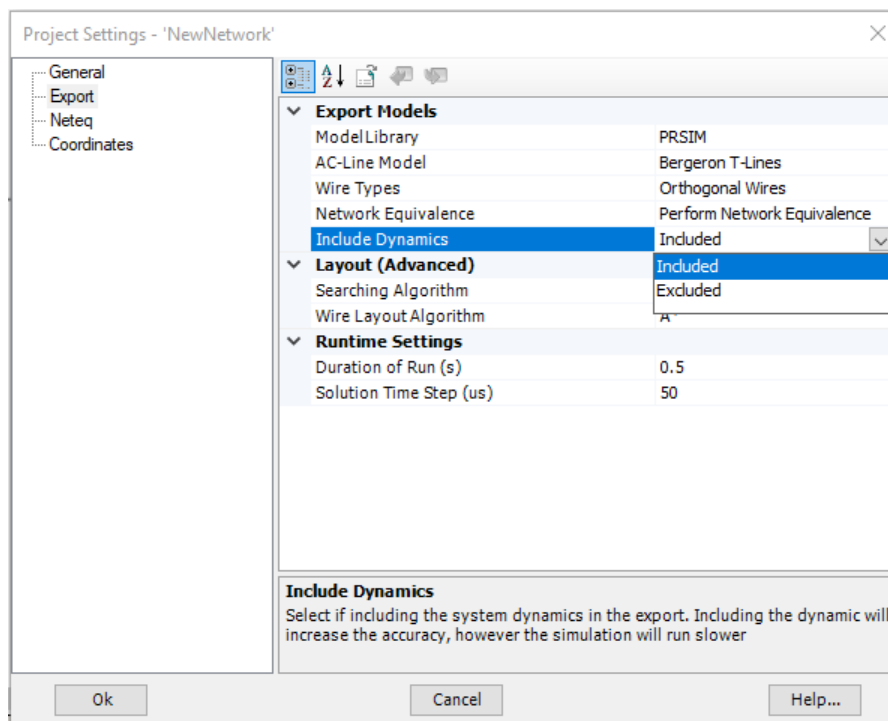 Project Settings - 'NewNetwork'
General
Export
Neteq
Coordinates
Export Models
Model Library PRSIM
AC-Line Model Bergeron T-Lines
Wire Types Orthogonal Wires
Network Equivalence Perform Network Equivalence
Include Dynamics Included
Included
Excluded
Layout (Advanced)
Searching Algorithm
Wire Layout Algorithm
Runtime Settings
Duration of Run (s) 0.5
Solution Time Step (us) 50
Include Dynamics
Select if including the system dynamics in the export. Including the dynamic will
increase the accuracy, however the simulation will run slower
Ok Cancel Help...